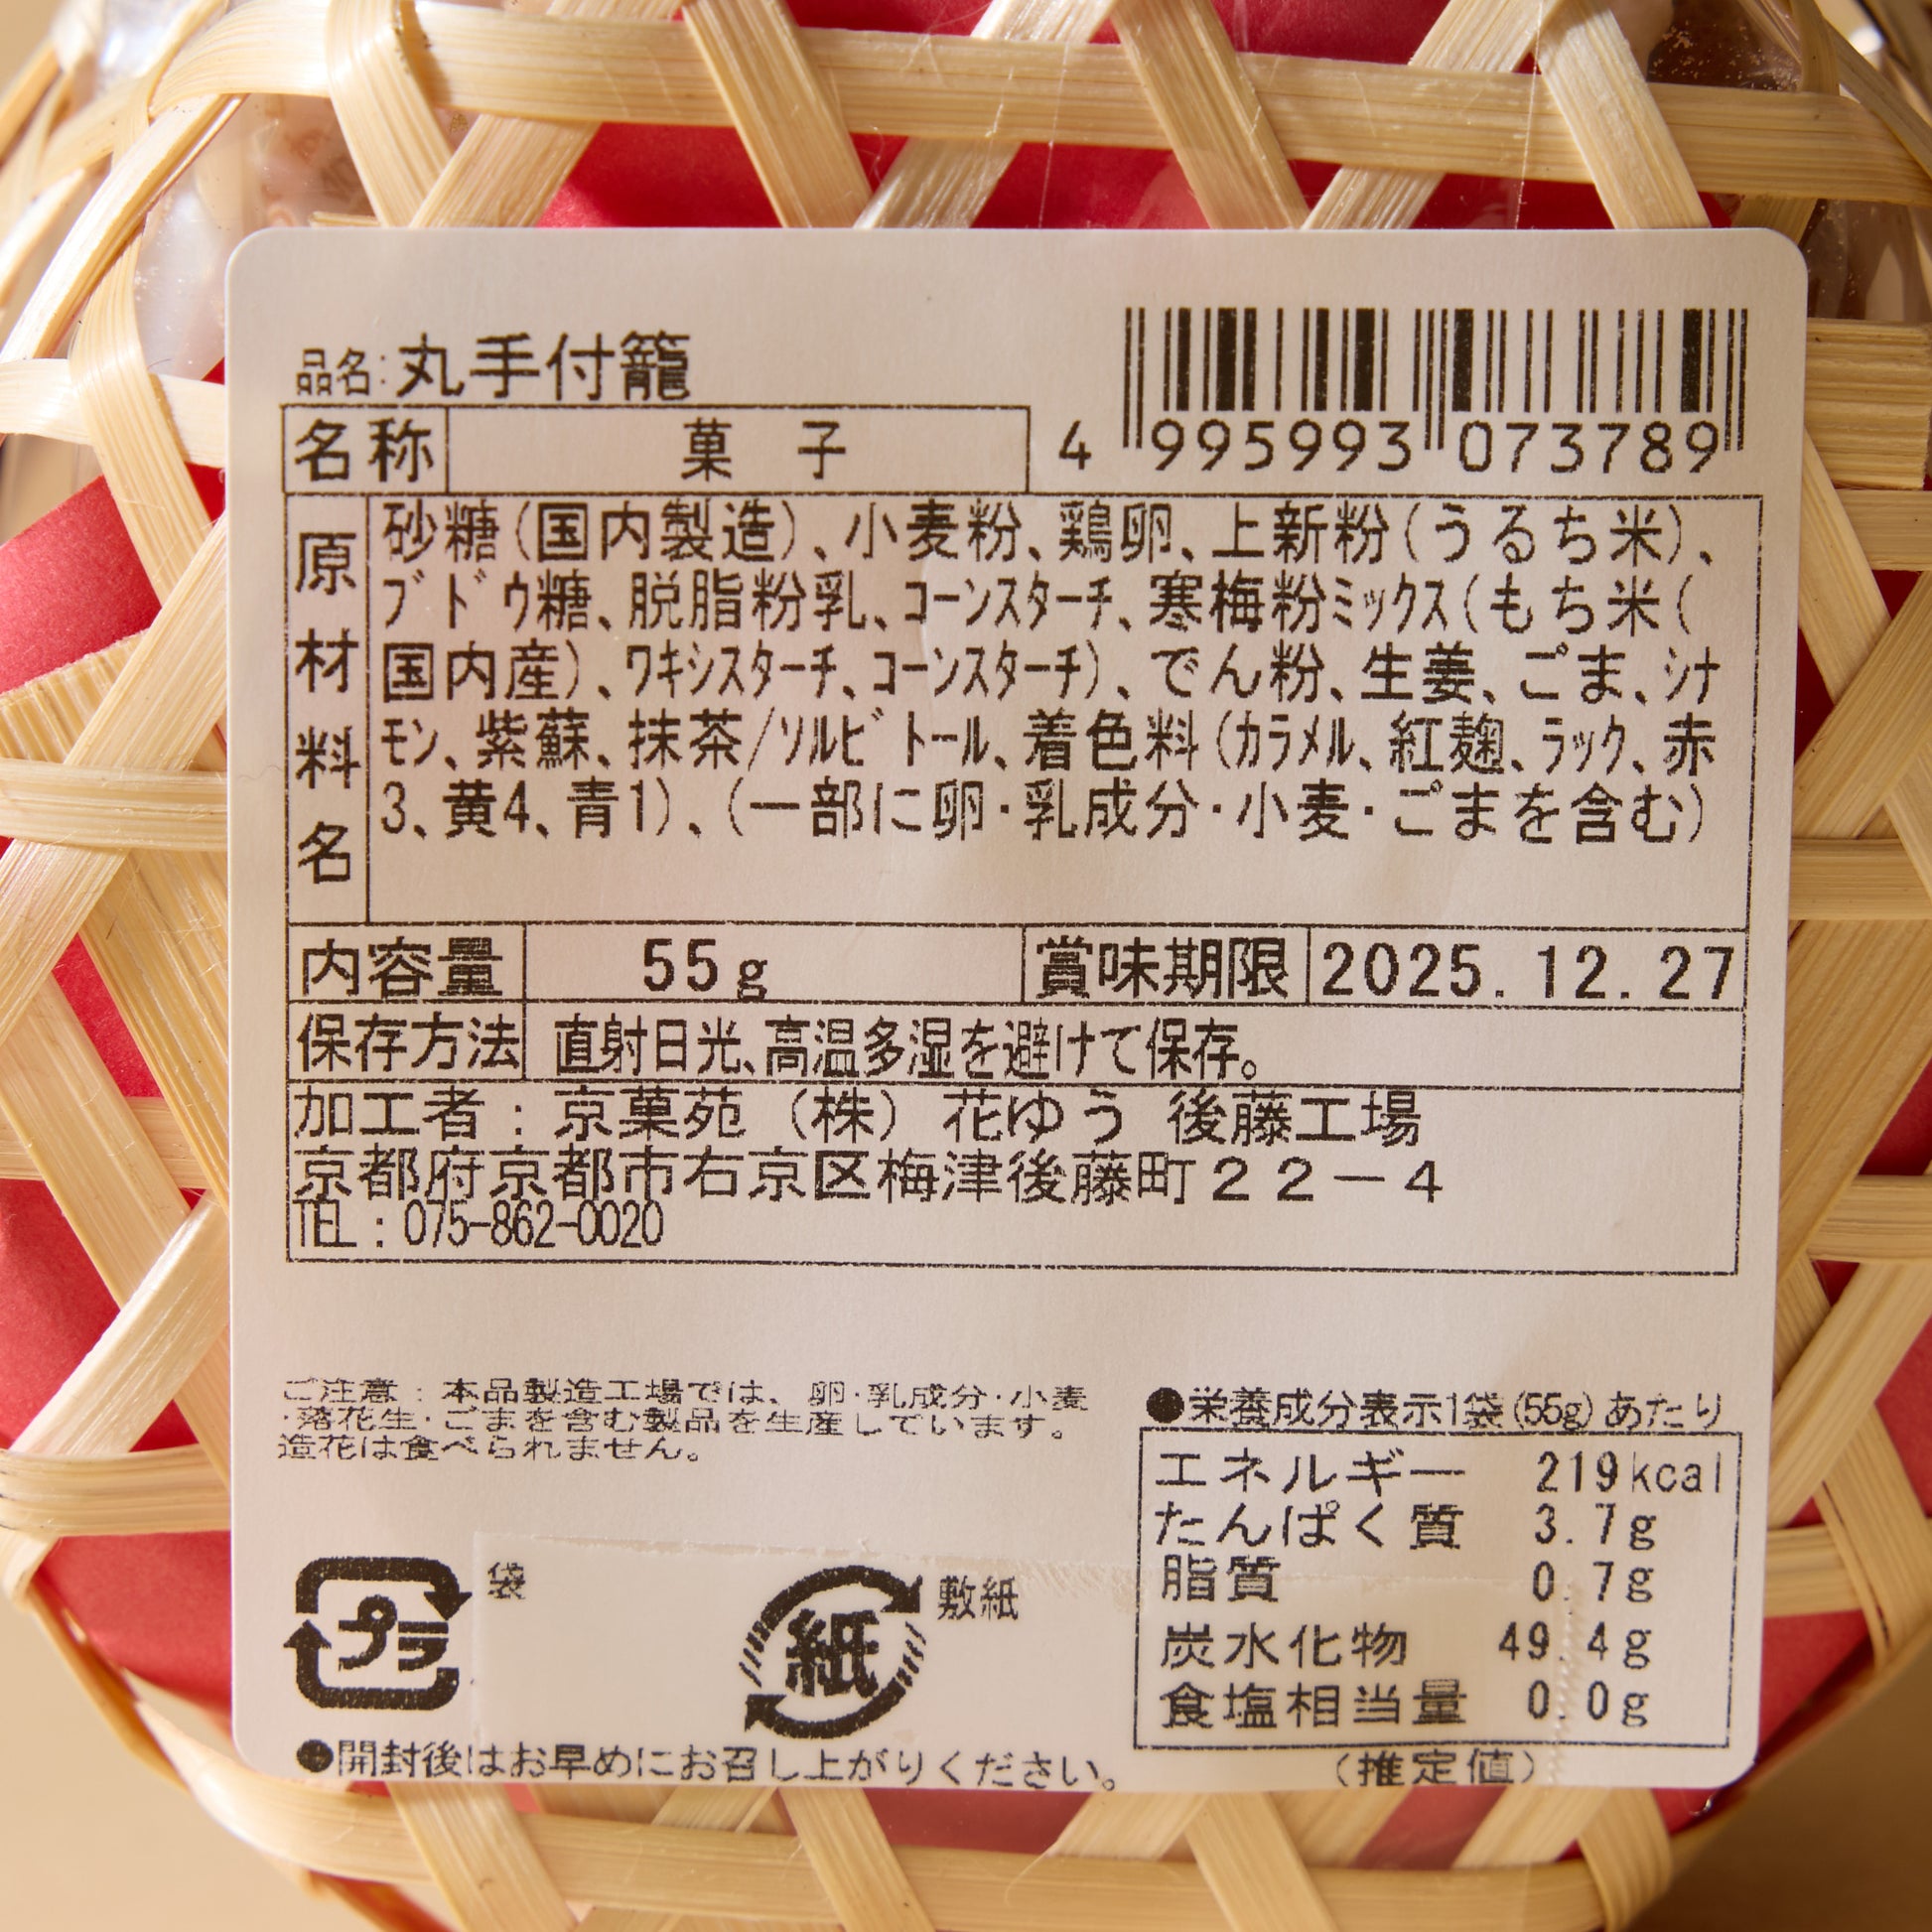 品名:丸手付籠
名称 菓 子
4 995993 073789
原材料名
砂糖(国内製造)、小麦粉、鶏卵、上新粉(うるち米)、
ブドウ糖、脱脂粉乳、コーンスターチ、寒梅粉ミックス(もち米(
国内産)、ワキシスターチ、コーンスターチ)、でん粉、生姜、ごま、シナ
モン、紫蘇、抹茶/ソルビトール、着色料(カラメル、紅麹、ラック、赤
3、黄4、青1)、(一部に卵・乳成分・小麦・ごまを含む)
内容量 55g 賞味期限 2025.12.27
保存方法 直射日光、高温多湿を避けて保存。
加工者:京菓苑(株)花ゆう 後藤工場
京都府京都市右京区梅津後藤町22-4
TEL:075-862-0020
ご注意:本品製造工場では、卵・乳成分・小麦
・落花生・ごまを含む製品を生産しています。
造花は食べられません。
プラ 袋
紙 敷紙
●開封後はお早めにお召し上がりください。
●栄養成分表示1袋(55g)あたり
エネルギー 219kcal
たんぱく質 3.7g
脂質 0.7g
炭水化物 49.4g
食塩相当量 0.0g
(推定値)